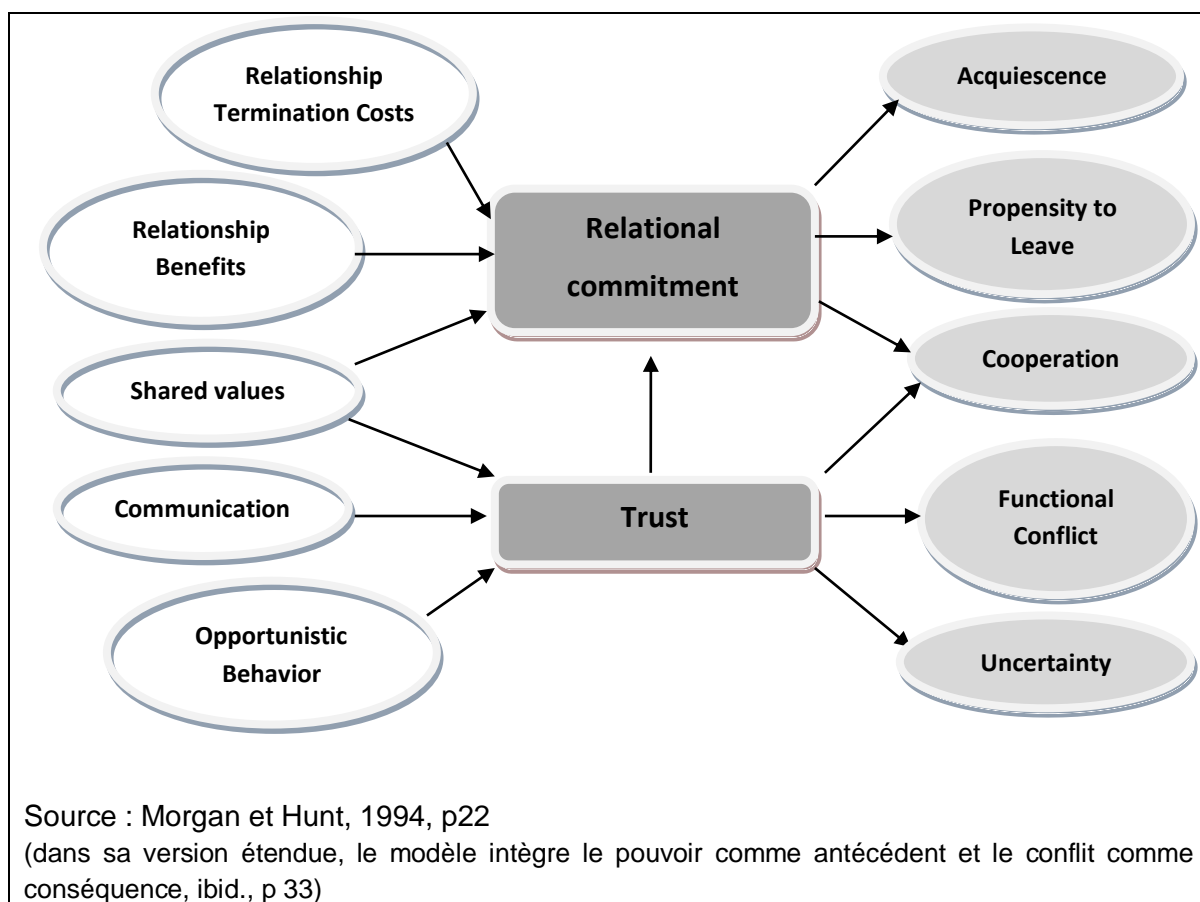 Relationship
Termination Costs
Relationship
Benefits
Shared values
Communication
Opportunistic
Behavior
Relational
commitment
Trust
Acquiescence
Propensity to
Leave
Cooperation
Functional
Conflict
Uncertainty
Source : Morgan et Hunt, 1994, p22
(dans sa version étendue, le modèle intègre le pouvoir comme antécédent et le conflit comme
conséquence, ibid., p 33)